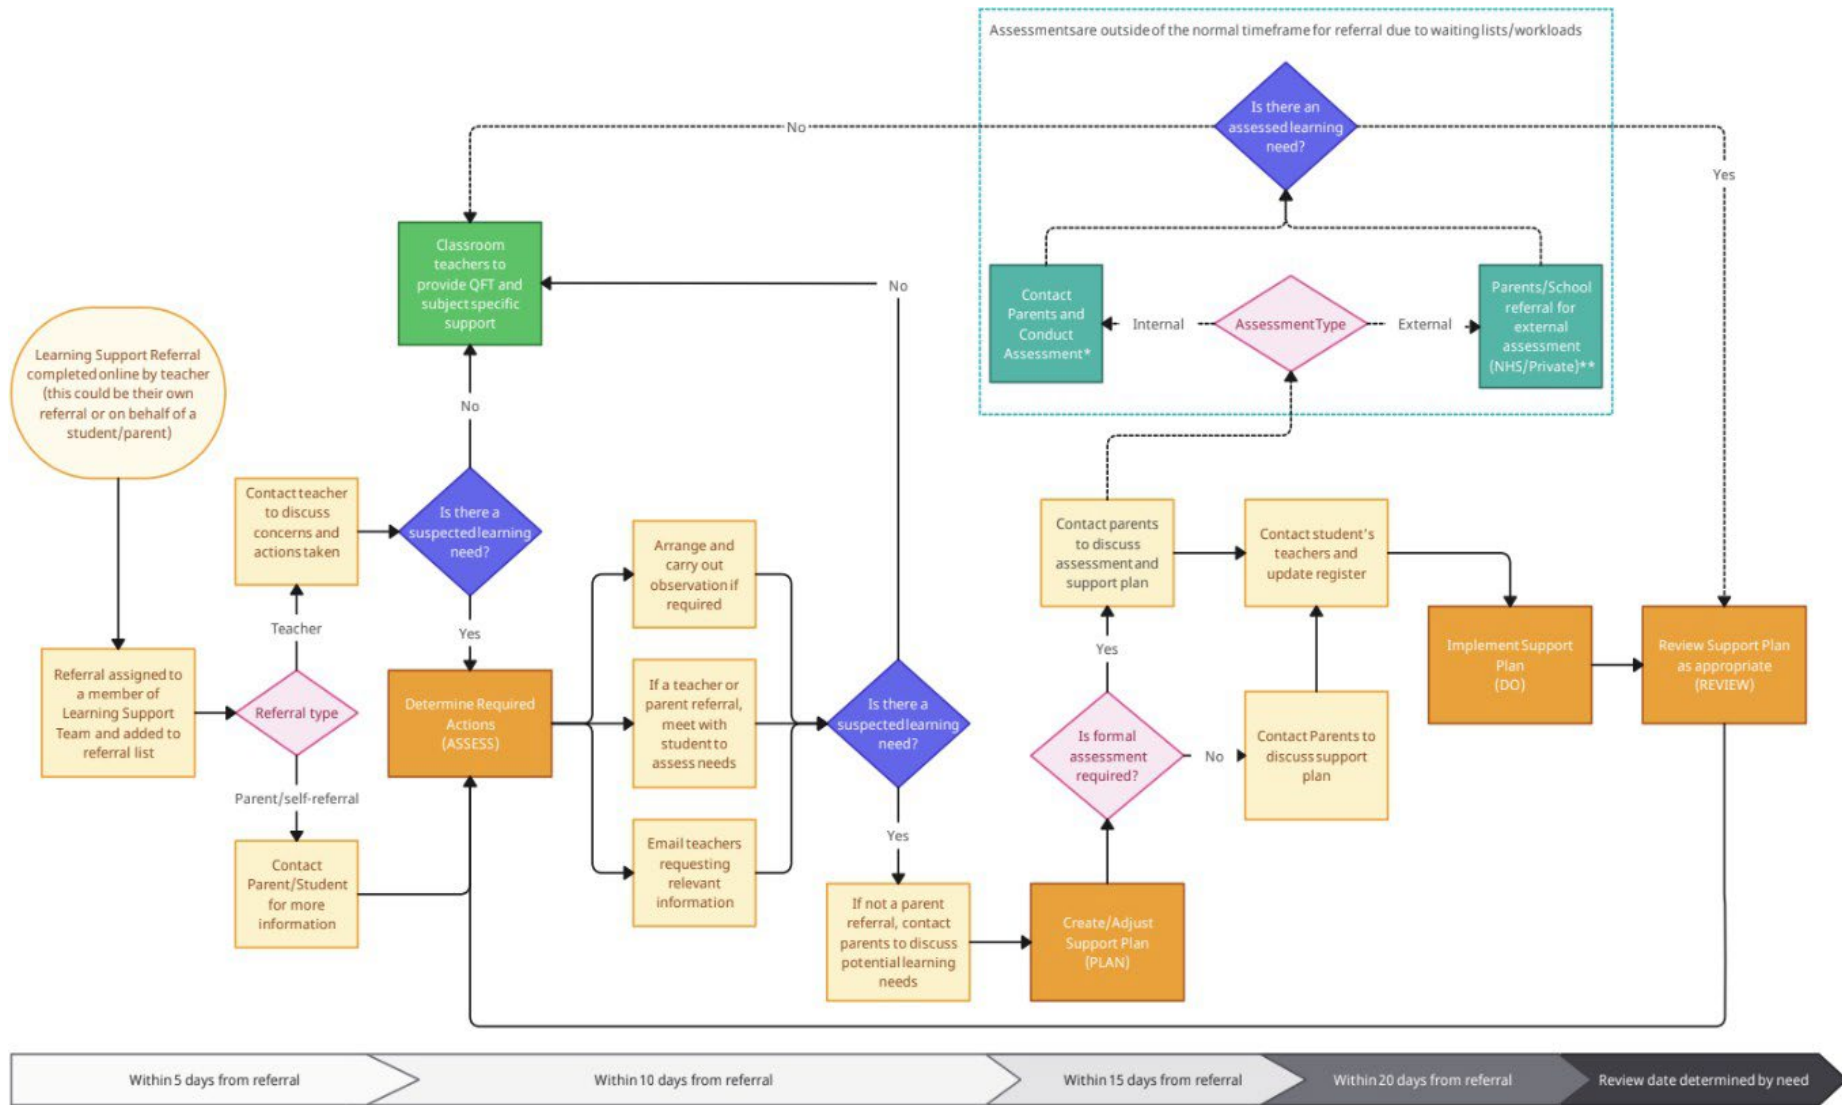 Assessmentsare outside of the normal timeframe for referral due to waiting lists/workloads
Is there an
assessed learning
need?
No
Yes
Classroom
teachers to
provide QFT and
subject specific
support
No
Contact
Parents and
Conduct
Assessment*
Internal
AssessmentType
External
Parents/School
referral for
external
assessment
(NHS/Private)**
Learning Support Referral
completed online by teacher
(this could be their own
referral or on behalf of a
student/parent)
No
Contact teacher
to discuss
concerns and
actions taken
Is there a
suspected learning
need?
Teacher
Yes
Referral assigned to
a member of
Learning Support
Team and added to
referral list
Referral type
Parent/self-referral
Contact
Parent/Student
for more
information
Determine Required
Actions
(ASSESS)
Arrange and
carry out
observation if
required
If a teacher or
parent referral,
meet with
student to
assess needs
Email teachers
requesting
relevant
information
Is there a
suspected learning
need?
Yes
If not a parent
referral, contact
parents to discuss
potential learning
needs
Create/Adjust
Support Plan
(PLAN)
Is formal
assessment
required?
Yes
No
Contact parents
to discuss
assessment and
support plan
Contact Parents to
discuss support
plan
Contact student's
teachers and
update register
Implement Support
Plan
(DO)
Review Support Plan
as appropriate
(REVIEW)
Within 5 days from referral
Within 10 days from referral
Within 15 days from referral
Within 20 days from referral
Review date determined by need